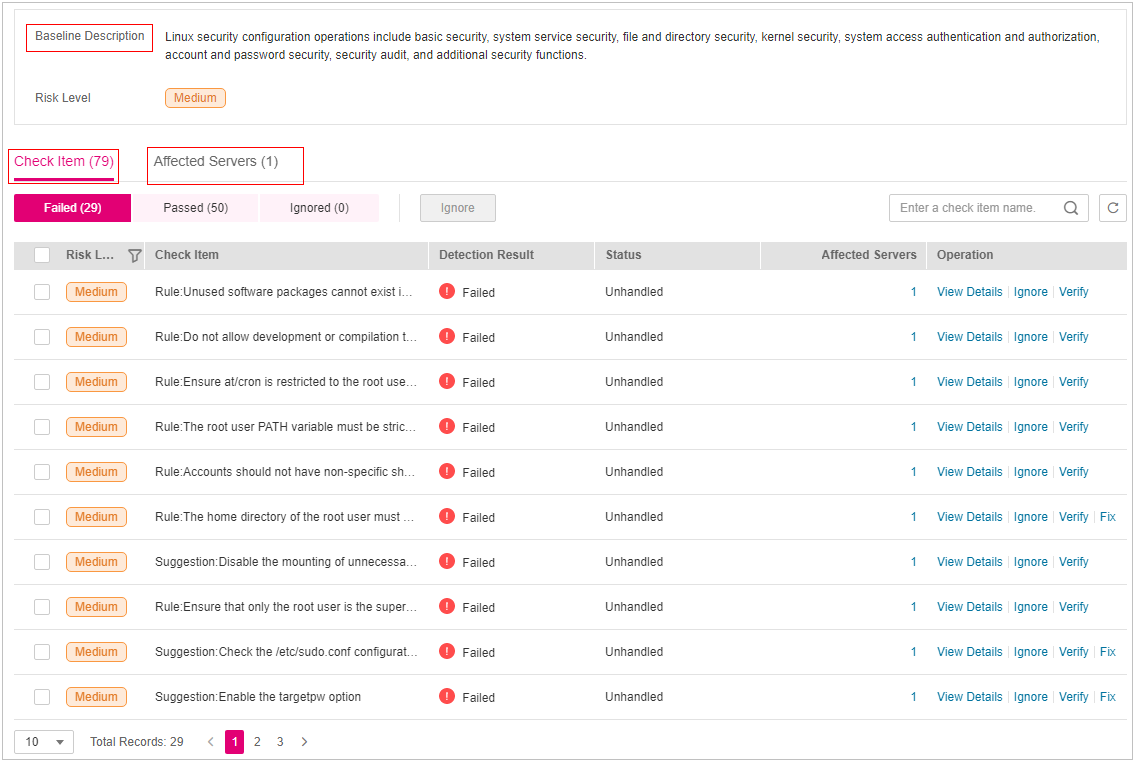 Baseline Description
Linux security configuration operations include basic security, system service security, file and directory security, kernel security, system access authentication and authorization,
account and password security, security audit, and additional security functions.
Risk Level Medium
Check Item (79) Affected Servers (1)
Failed (29) Passed (50) Ignored (0) Ignore Enter a check item name.
Risk L... Check Item Detection Result Status Affected Servers Operation
Medium Rule:Unused software packages cannot exist i... Failed Unhandled 1 View Details Ignore Verify
Medium Rule:Do not allow development or compilation t... Failed Unhandled 1 View Details Ignore Verify
Medium Rule:Ensure at/cron is restricted to the root use... Failed Unhandled 1 View Details Ignore Verify
Medium Rule:The root user PATH variable must be stric... Failed Unhandled 1 View Details Ignore Verify
Medium Rule:Accounts should not have non-specific sh... Failed Unhandled 1 View Details Ignore Verify
Medium Rule:The home directory of the root user must ... Failed Unhandled 1 View Details Ignore Verify Fix
Medium Suggestion:Disable the mounting of unnecessa... Failed Unhandled 1 View Details Ignore Verify
Medium Rule:Ensure that only the root user is the super... Failed Unhandled 1 View Details Ignore Verify
Medium Suggestion:Check the /etc/sudo.conf configurat... Failed Unhandled 1 View Details Ignore Verify Fix
Medium Suggestion:Enable the targetpw option Failed Unhandled 1 View Details Ignore Verify Fix
10 Total Records: 29 < 1 2 3 >